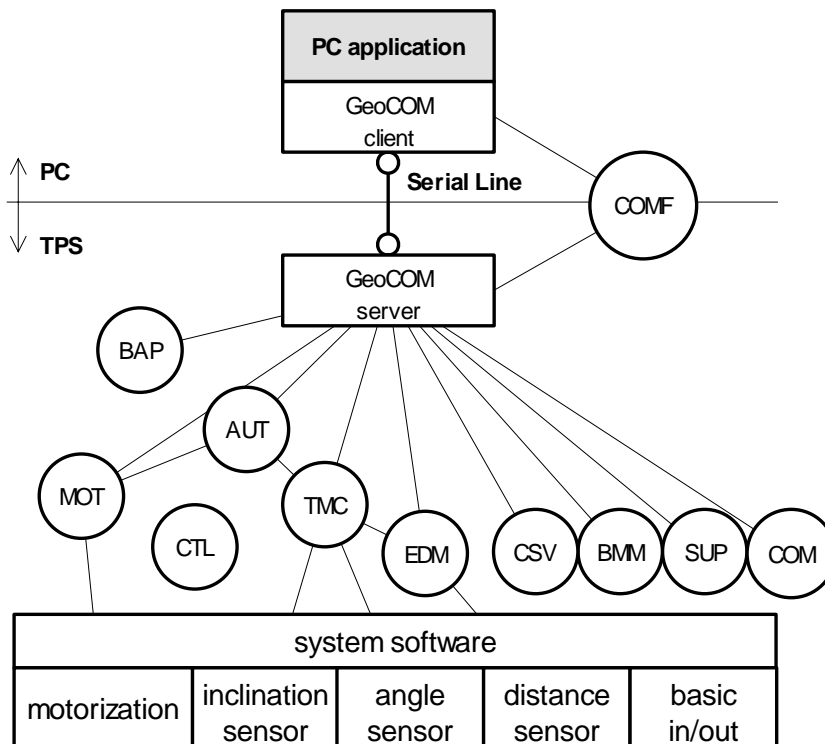 PC application
GeoCOM
client
PC
Serial Line
COMF
TPS
GeoCOM
server
BAP
AUT
MOT
TMC
CTL
EDM
CSV
BMM
SUP
COM
system software
motorization
inclination
sensor
angle
sensor
distance
sensor
basic
in/out